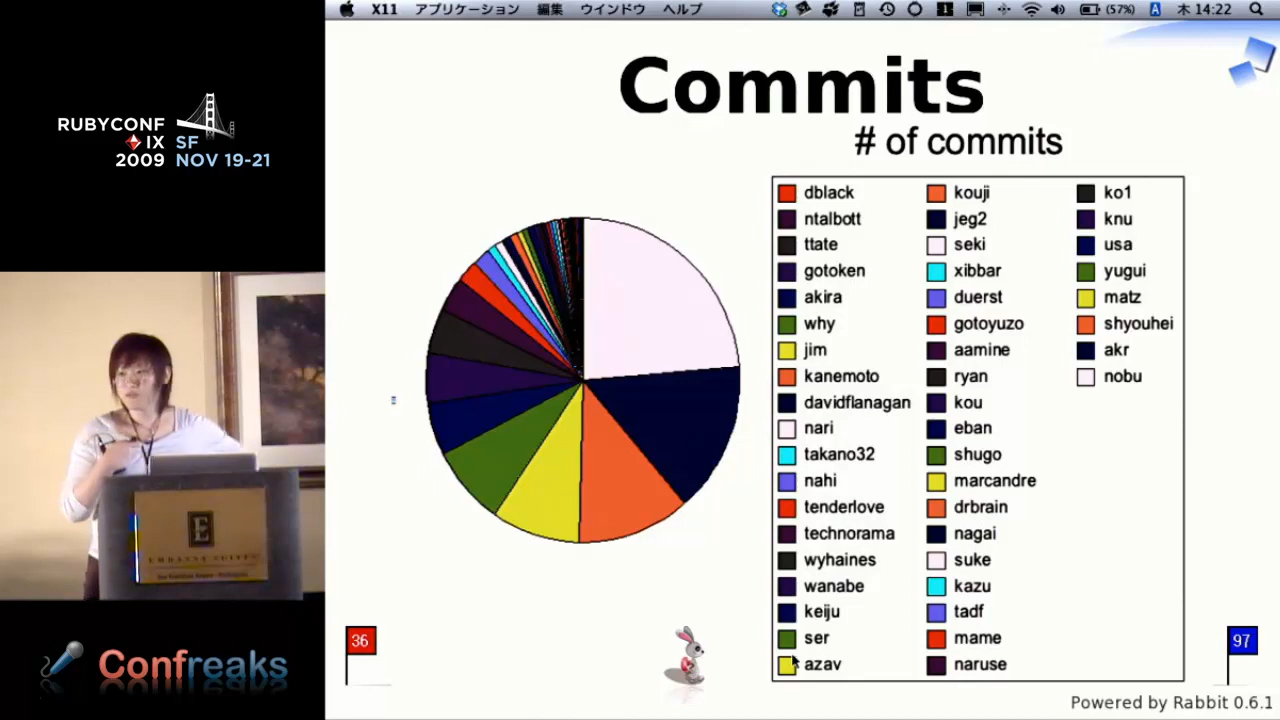 X11 アプリケーション 編集 ウインドウ ヘルプ
(57%) A 木 14:22
RUBYCONF
IX SF
2009 NOV 19-21
Commits
# of commits
dblack
ntalbott
ttate
gotoken
akira
why
jim
kanemoto
davidflanagan
nari
takano32
nahi
tenderlove
technorama
wyhaines
wanabe
keiju
ser
azav
kouji
jeg2
seki
xibbar
duerst
gotoyuzo
aamine
ryan
kou
eban
shugo
marcandre
drbrain
nagai
suke
kazu
tadf
mame
naruse
ko1
knu
usa
yugui
matz
shyouhei
akr
nobu
E
EMBASSY SUITES
36
97
Confreaks
Powered by Rabbit 0.6.1